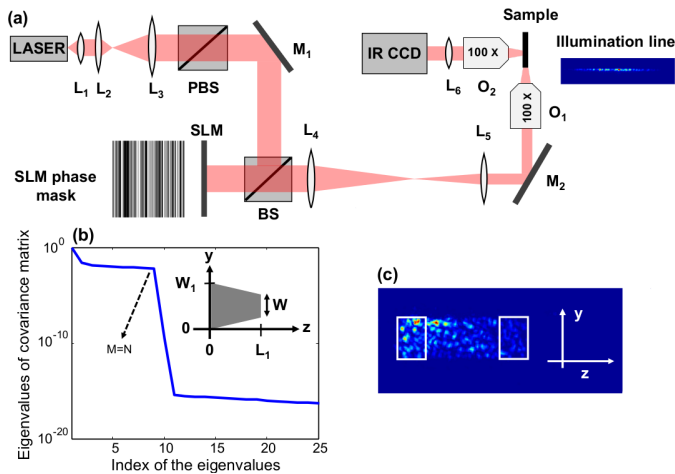 (a)
LASER
L1
L2
L3
PBS
M1
IR CCD
L6
100 X
O2
Sample
Illumination line
100 X
O1
SLM phase
mask
SLM
BS
L4
L5
M2
(b)
Eigenvalues of covariance matrix
10^0
10^-10
10^-20
M=N
y
W1
0
W
z
0
L1
5
10
15
20
25
Index of the eigenvalues
(c)
y
z